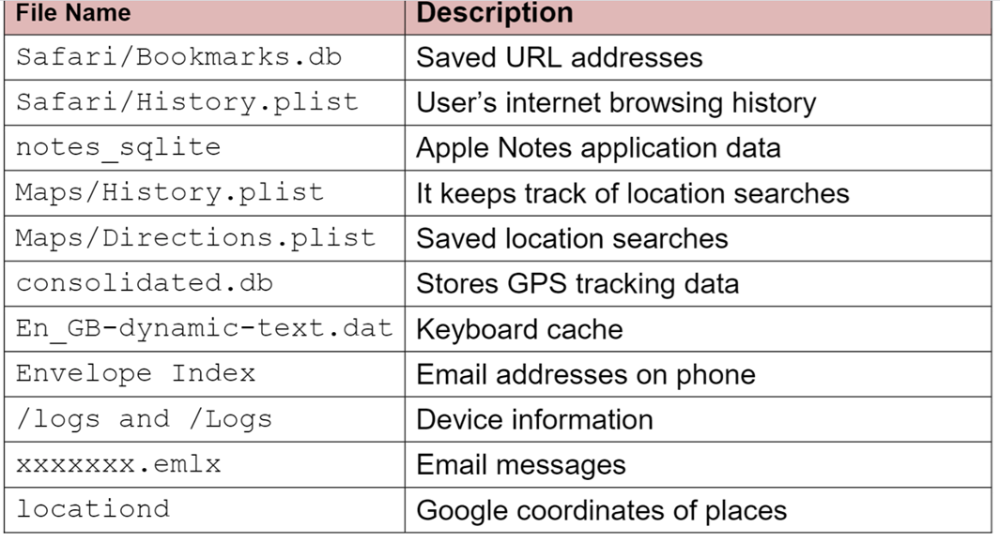 File Name Description
Safari/Bookmarks.db Saved URL addresses
Safari/History.plist User’s internet browsing history
notes_sqlite Apple Notes application data
Maps/History.plist It keeps track of location searches
Maps/Directions.plist Saved location searches
consolidated.db Stores GPS tracking data
En_GB-dynamic-text.dat Keyboard cache
Envelope Index Email addresses on phone
/logs and /Logs Device information
xxxxxxx.emlx Email messages
locationd Google coordinates of places